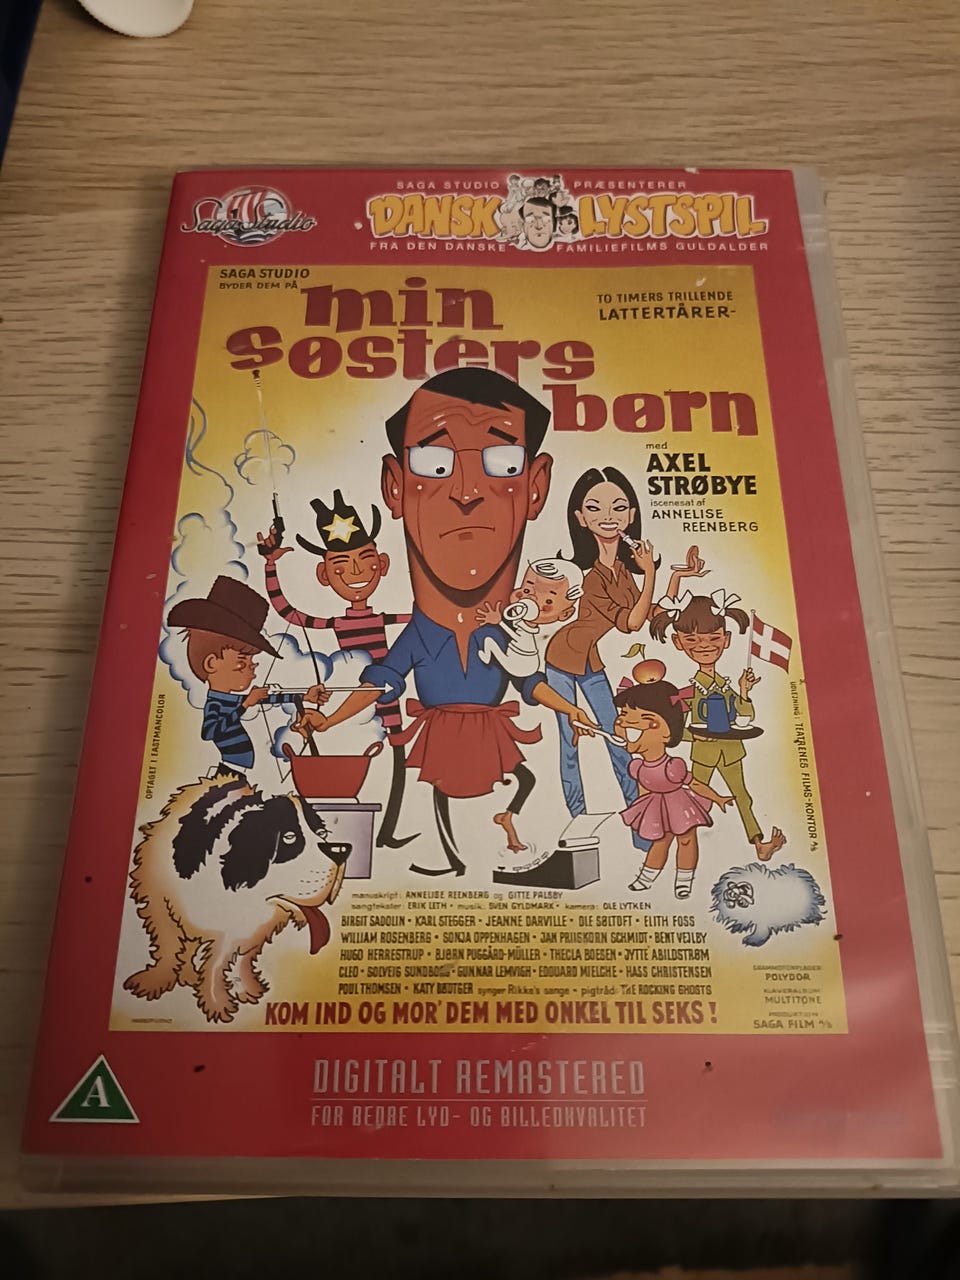 Saga Studio
SAGA STUDIO PRÆSENTERER
DANSK LYSTSPIL
FRA DEN DANSKE FAMILIEFILMS GULDALDER
SAGA STUDIO
BYDER DEM PÅ
min
søsters
børn
TO TIMERS TRILLENDE
LATTERTÅRER-
med
AXEL
STRØBYE
iscenesat af
ANNELISE
REENBERG
OPTAGET I EASTMANCOLOR
UDLEJNING: TEATRENES FILMS-KONTOR A/S
manuskript: ANNELISE REENBERG og GITTE PALSBY
sangtekster: ERIK LETH • musik: SVEN GYLDMARK • kamera: OLE LYTKEN
BIRGIT SADOLIN • KARL STEGGER • JEANNE DARVILLE • OLE SØLTOFT • ELITH FOSS
WILLIAM ROSENBERG • SONJA OPPENHAGEN • JAN PRIISKORN SCHMIDT • BENT VEJLBY
HUGO HERRESTRUP • BJØRN PUGGÅRD-MÜLLER • THECLA BOESEN • JYTTE ABILDSTRØM
CLEO • SOLVEIG SUNDBORG • GUNNAR LEMVIGH • EDOUARD MIELCHE • HASS CHRISTENSEN
POUL THOMSEN • KATY BØDTGER synger Rikke's sange • pigtråd: THE ROCKING GHOSTS
KOM IND OG MOR' DEM MED ONKEL TIL SEKS!
GRAMMOFONPLADER
POLYDOR
KLAVERALBUM
MULTITONE
PRODUKTION
SAGA FILM A/S
A
DIGITALT REMASTERED
FOR BEDRE LYD- OG BILLEDKVALITET